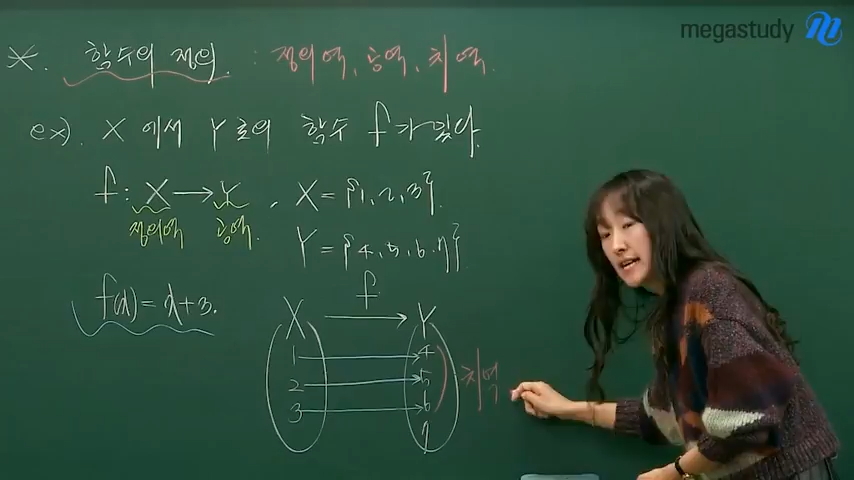 megastudy
*. 함수의 정의. : 정의역, 공역, 치역.
ex). X 에서 Y로의 함수 f가 있다.
f: X → Y , X = {1, 2, 3}.
정의역 공역.
Y = {4, 5, 6, 7}
f(x) = x+3.
f
X → Y
1 → 4
2 → 5
3 → 6
7
치역